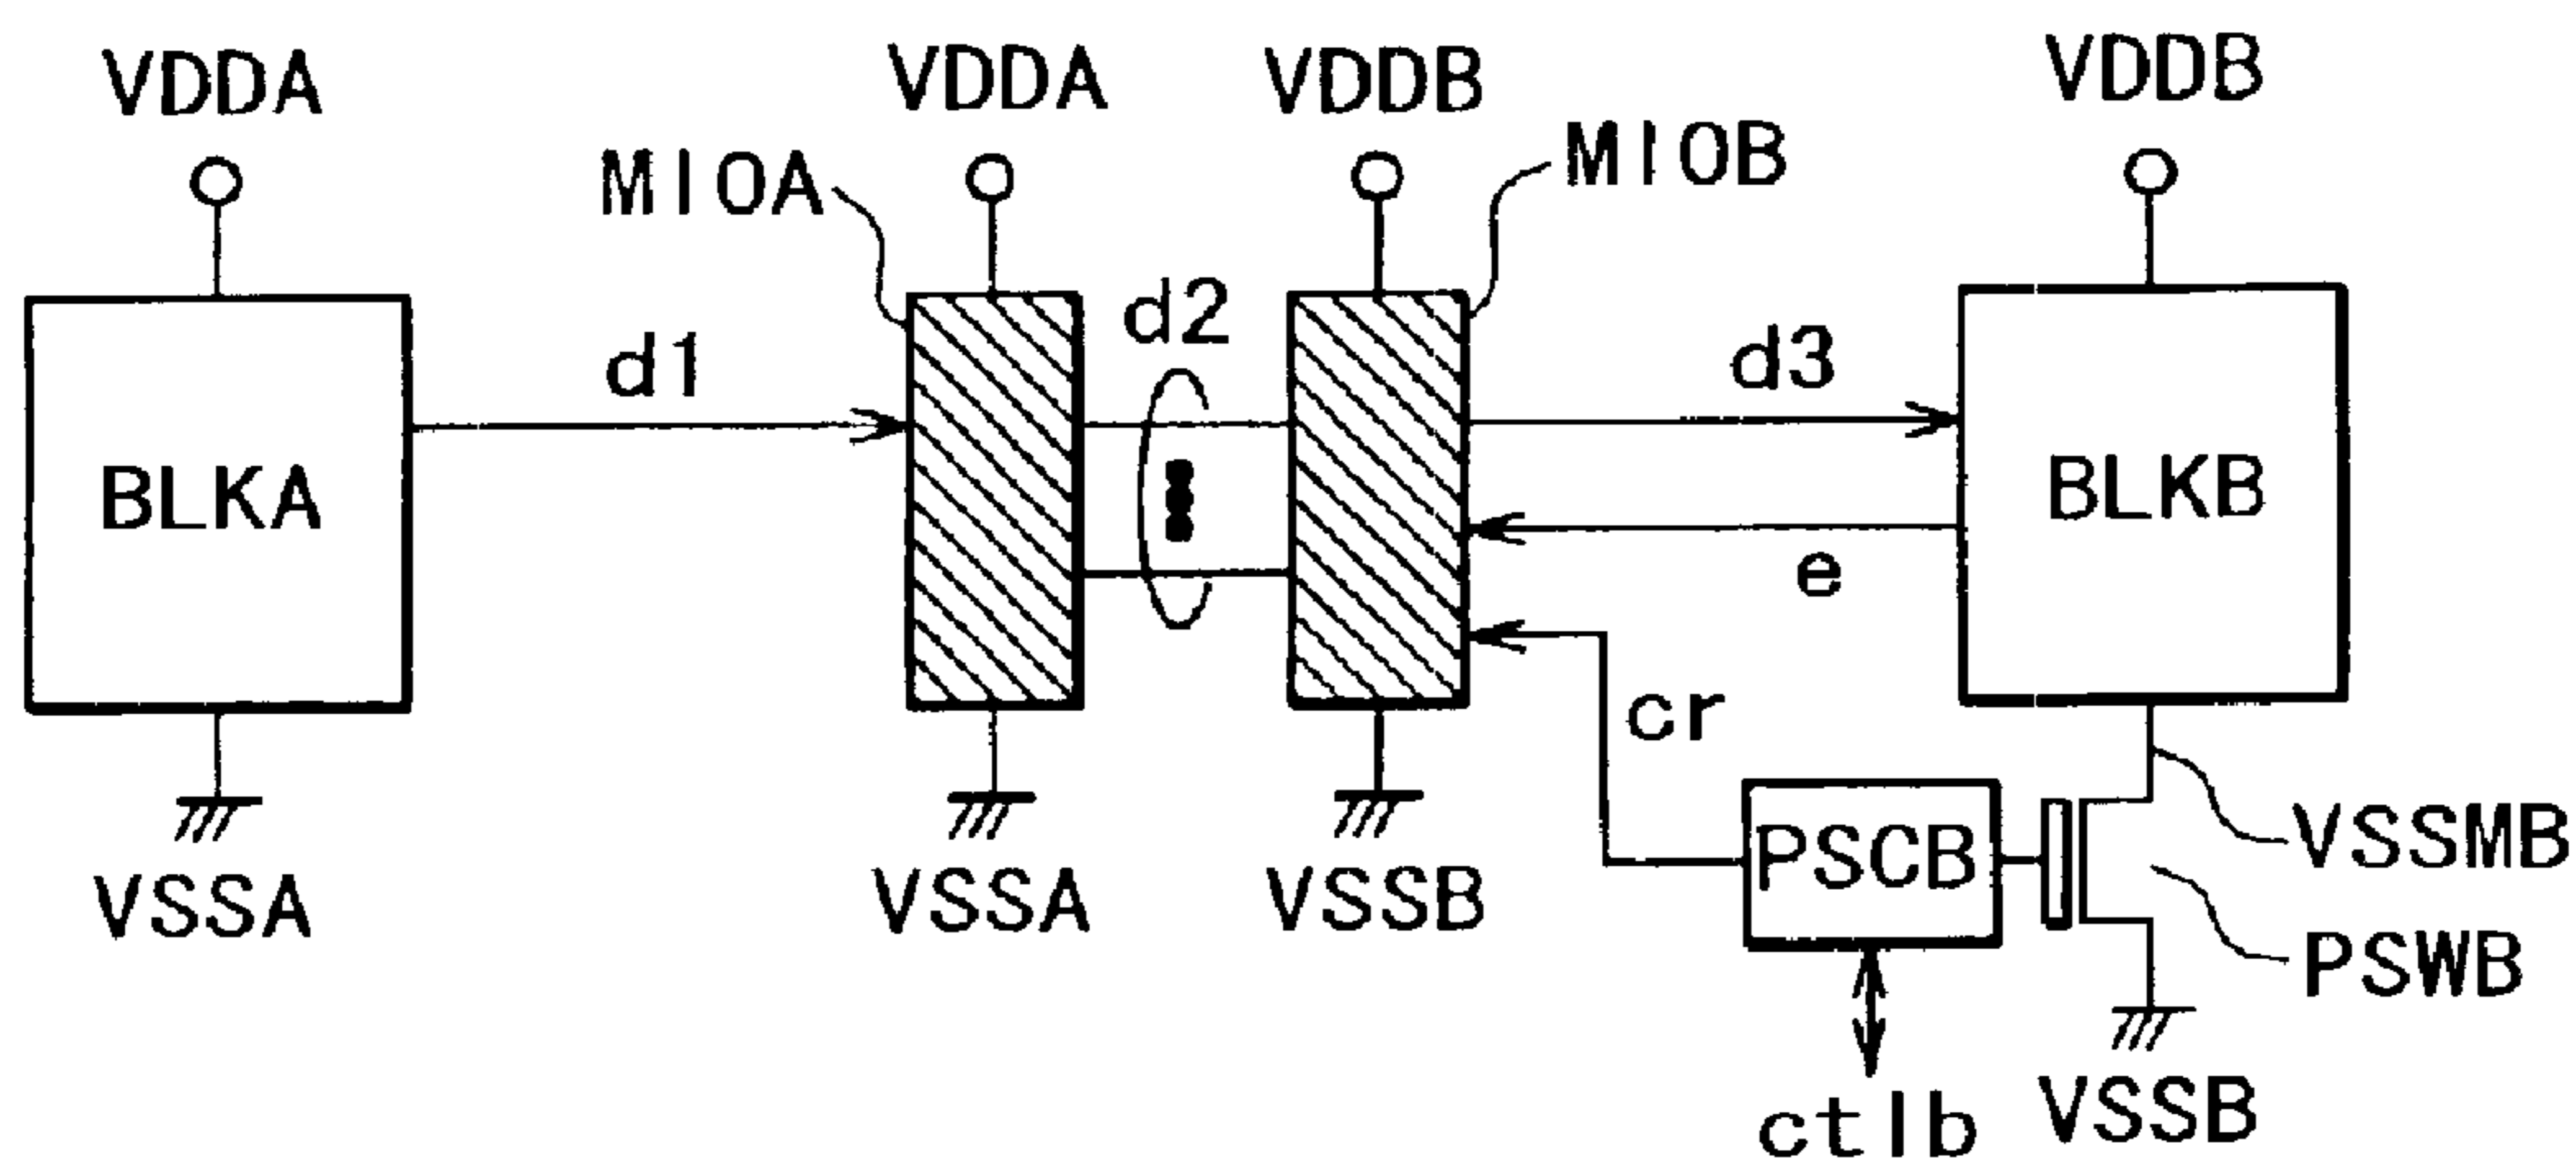 VDDA
VDDA
VDDB
VDDB
MIOA
MIOB
d1
d2
d3
BLKA
BLKB
e
cr
VSSA
VSSA
VSSB
PSCB
VSSMB
PSWB
ctlb
VSSB